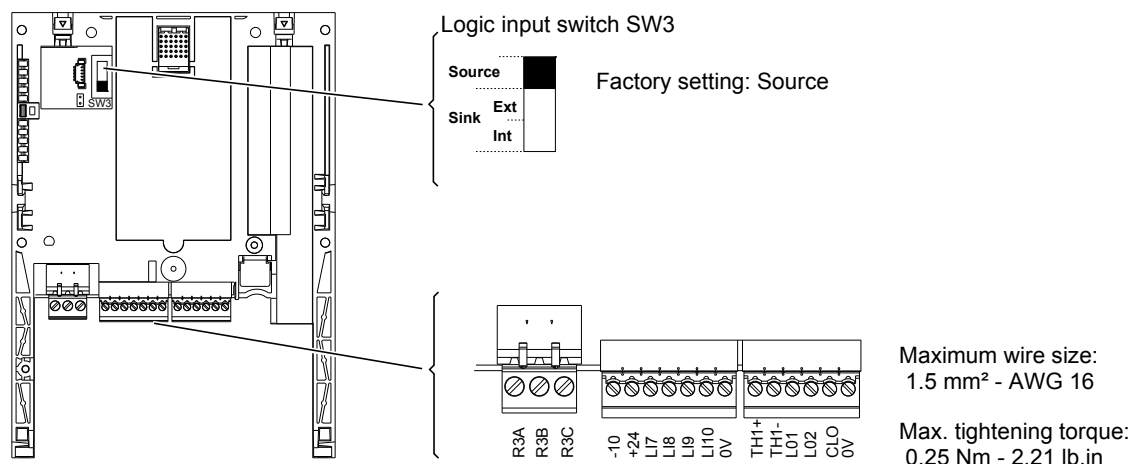 Logic input switch SW3
Source
Sink
Ext
Int
Factory setting: Source
SW3
R3A
R3B
R3C
-10
+24
LI7
LI8
LI9
LI10
0V
TH1+
TH1-
L01
L02
CLO
0V
Maximum wire size:
1.5 mm² - AWG 16
Max. tightening torque:
0.25 Nm - 2.21 lb.in